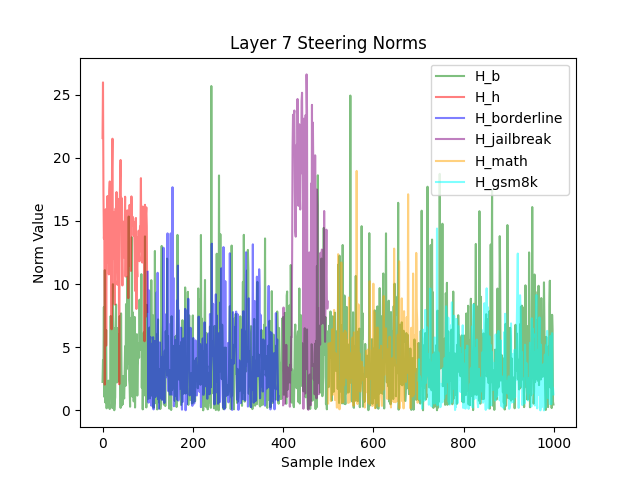 Layer 7 Steering Norms
Norm Value
25
20
15
10
5
0
H_b
H_h
H_borderline
H_jailbreak
H_math
H_gsm8k
0 200 400 600 800 1000
Sample Index